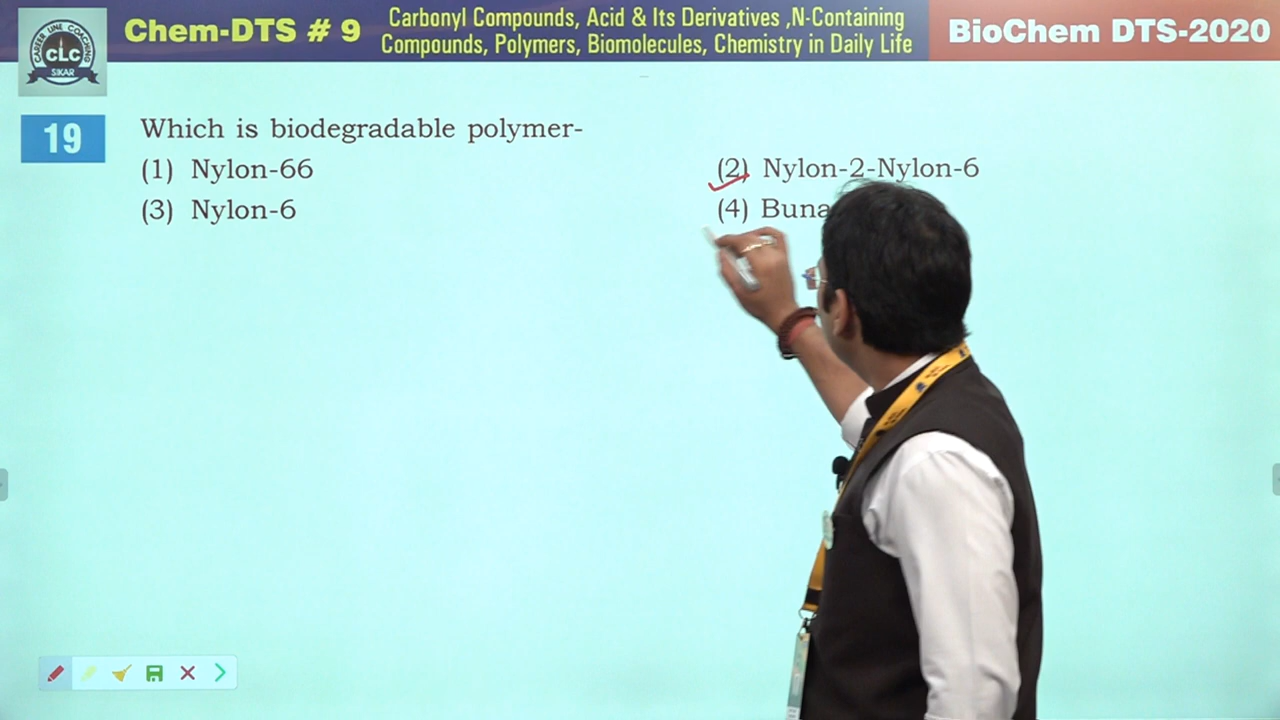 CAREER LINE COACHING
CLC
SIKAR
Chem-DTS # 9
Carbonyl Compounds, Acid & Its Derivatives ,N-Containing
Compounds, Polymers, Biomolecules, Chemistry in Daily Life
BioChem DTS-2020
19
Which is biodegradable polymer-
(1) Nylon-66
(2) Nylon-2-Nylon-6
(3) Nylon-6
(4) Buna